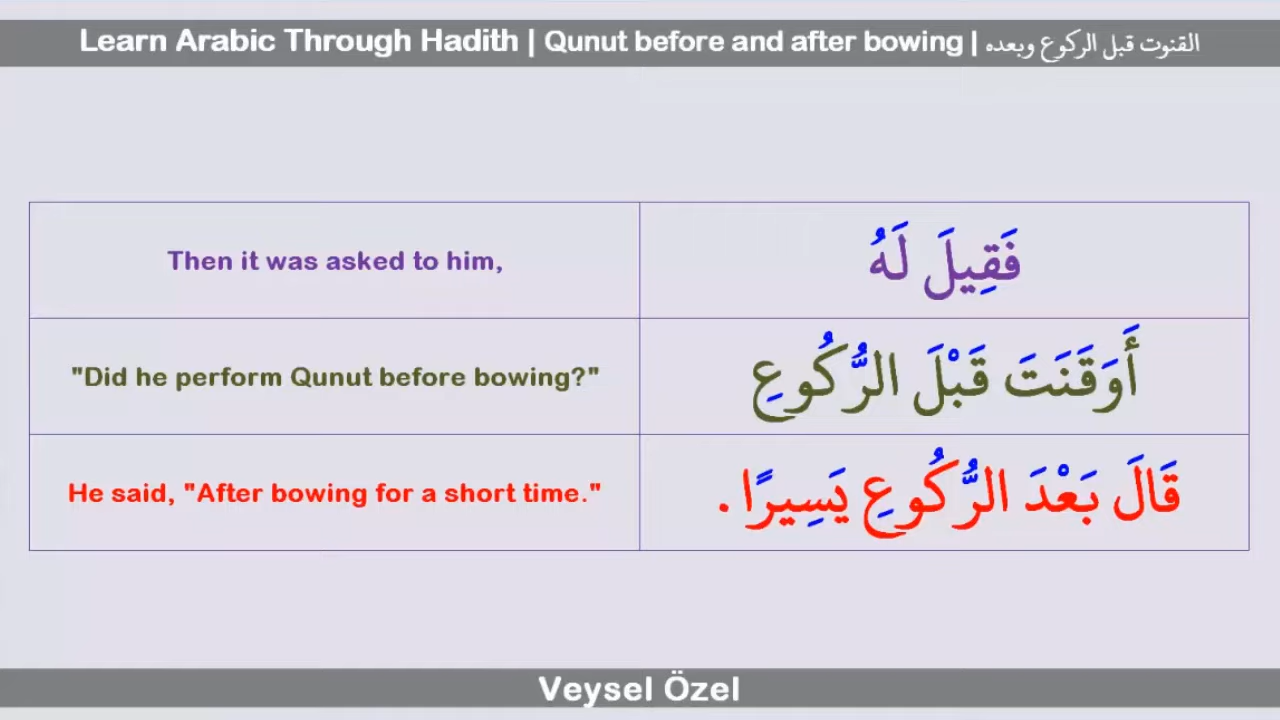 Learn Arabic Through Hadith | Qunut before and after bowing | القنوت قبل الركوع وبعده
Then it was asked to him,
فَقِيلَ لَهُ
"Did he perform Qunut before bowing?"
أَوَقَنَتَ قَبْلَ الرُّكُوعِ
He said, "After bowing for a short time."
قَالَ بَعْدَ الرُّكُوعِ يَسِيرًا .
Veysel Özel